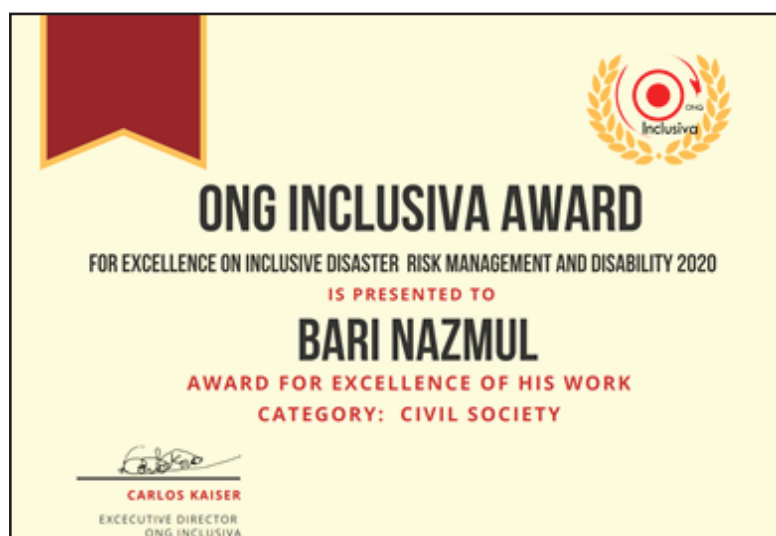 ONG
Inclusiva
ONG INCLUSIVA AWARD
FOR EXCELLENCE ON INCLUSIVE DISASTER RISK MANAGEMENT AND DISABILITY 2020
IS PRESENTED TO
BARI NAZMUL
AWARD FOR EXCELLENCE OF HIS WORK
CATEGORY: CIVIL SOCIETY
CARLOS KAISER
EXCECUTIVE DIRECTOR
ONG INCLUSIVA